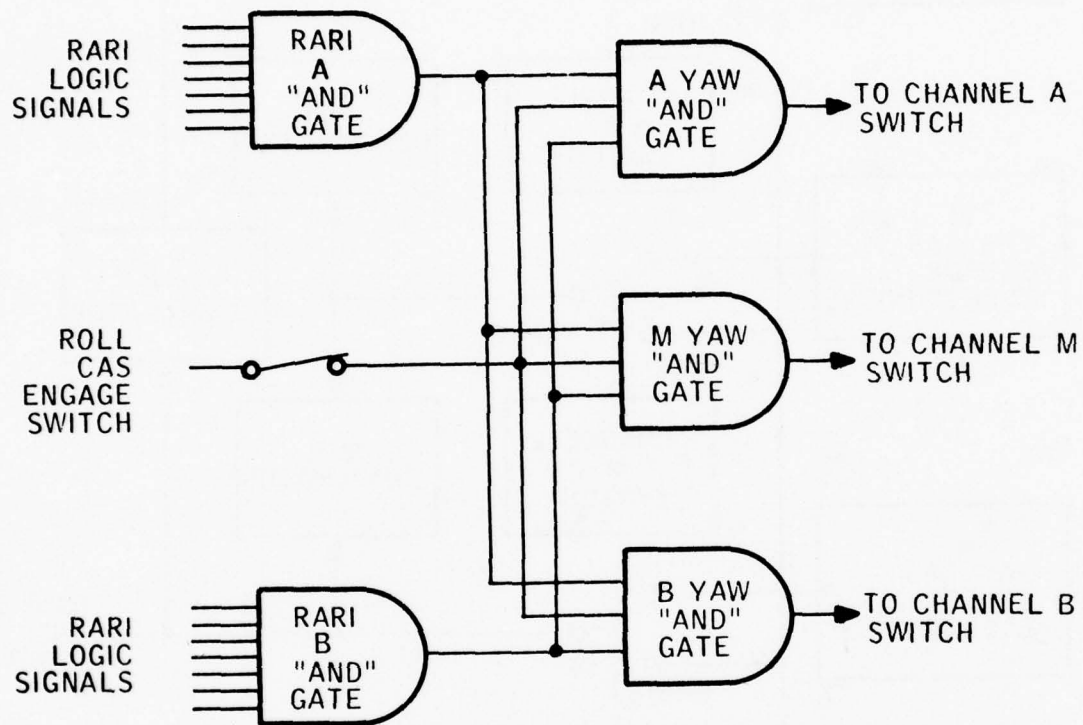 RARI
LOGIC
SIGNALS
RARI
A
"AND"
GATE
A YAW
"AND"
GATE
TO CHANNEL A
SWITCH
ROLL
CAS
ENGAGE
SWITCH
M YAW
"AND"
GATE
TO CHANNEL M
SWITCH
RARI
LOGIC
SIGNALS
RARI
B
"AND"
GATE
B YAW
"AND"
GATE
TO CHANNEL B
SWITCH